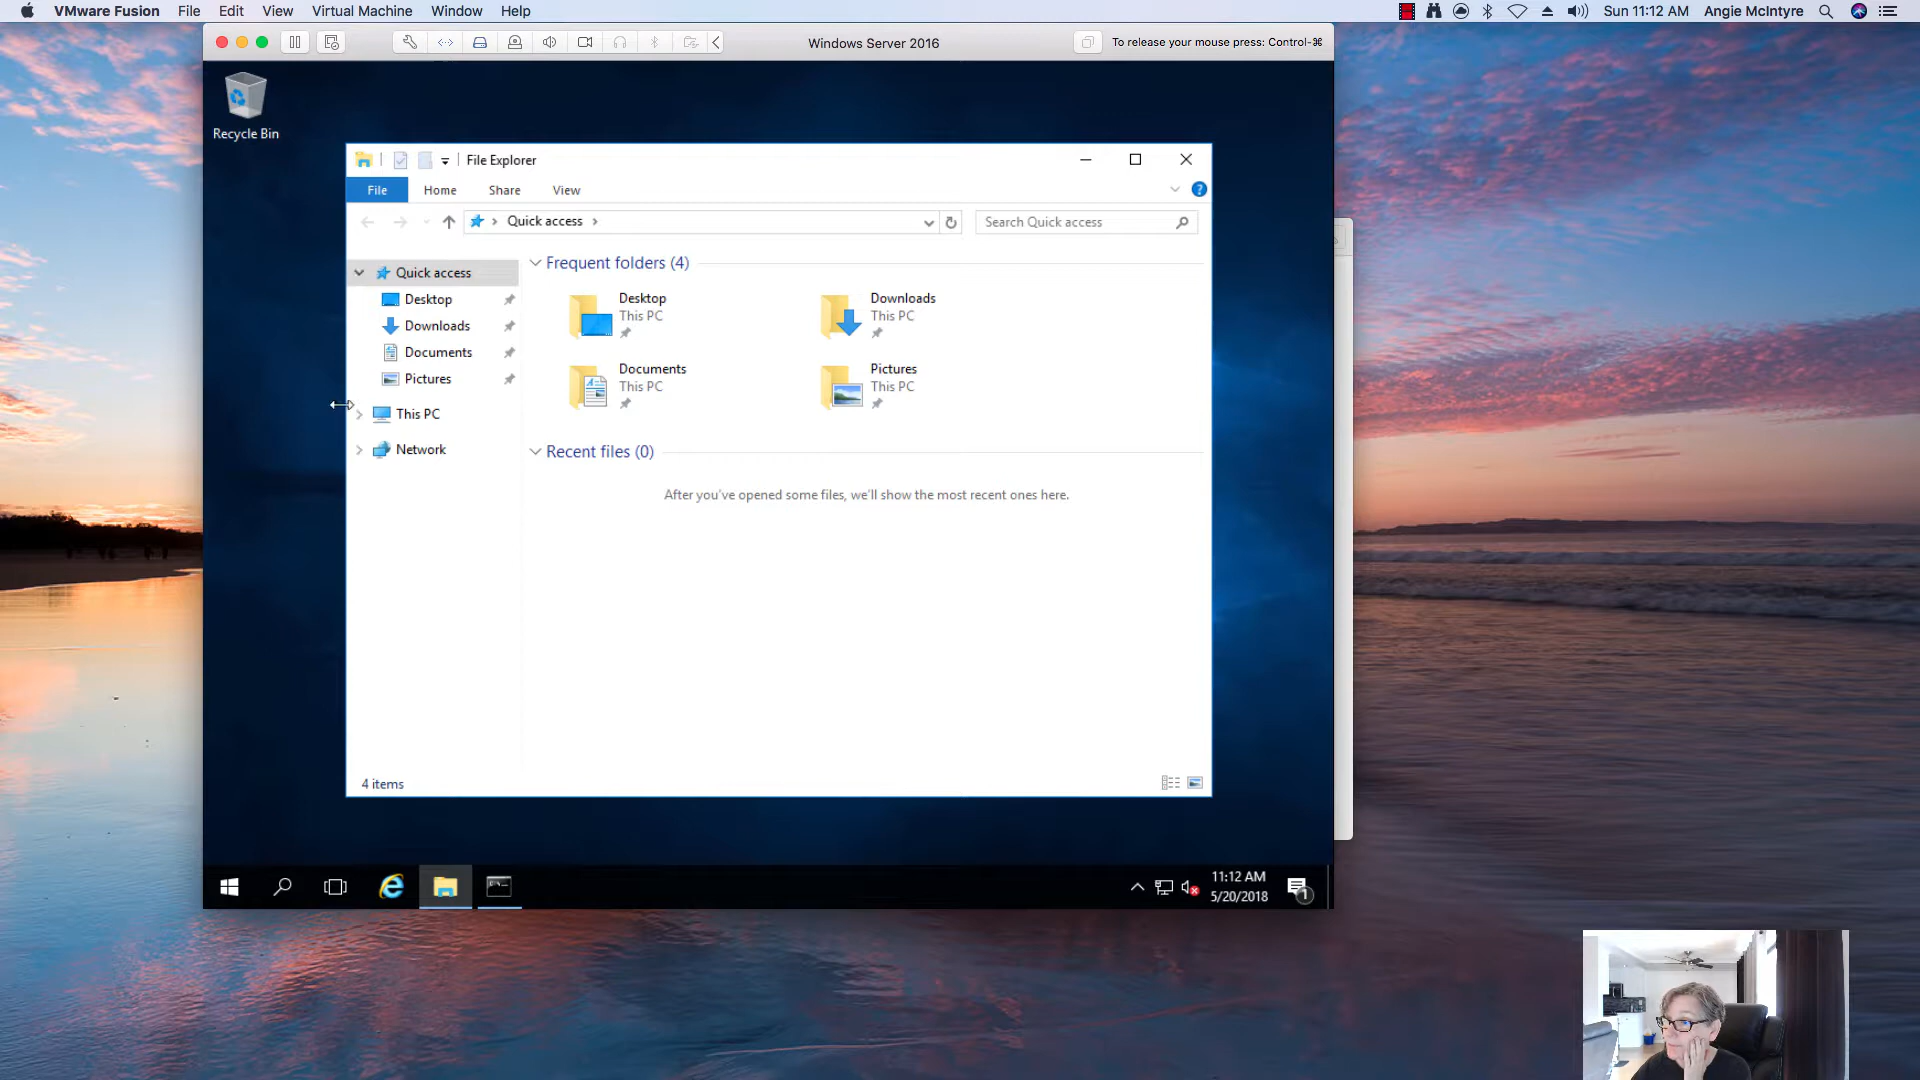 VMware Fusion File Edit View Virtual Machine Window Help Sun 11:12 AM Angie McIntyre
Windows Server 2016 To release your mouse press: Control-⌘
Recycle Bin
File Explorer
File Home Share View
Quick access Search Quick access
Quick access
Desktop
Downloads
Documents
Pictures
This PC
Network
Frequent folders (4)
Desktop
This PC
Downloads
This PC
Documents
This PC
Pictures
This PC
Recent files (0)
After you've opened some files, we'll show the most recent ones here.
4 items
11:12 AM
5/20/2018
1